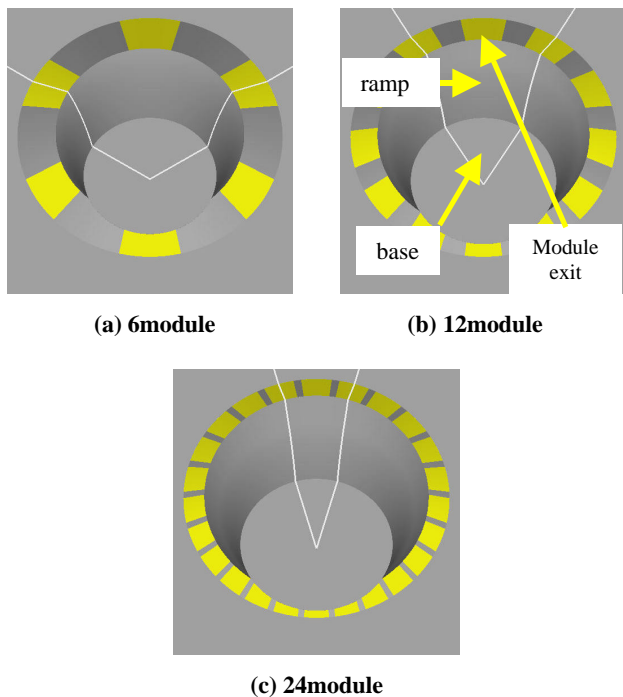 ramp
base
Module
exit
(a) 6module
(b) 12module
(c) 24module